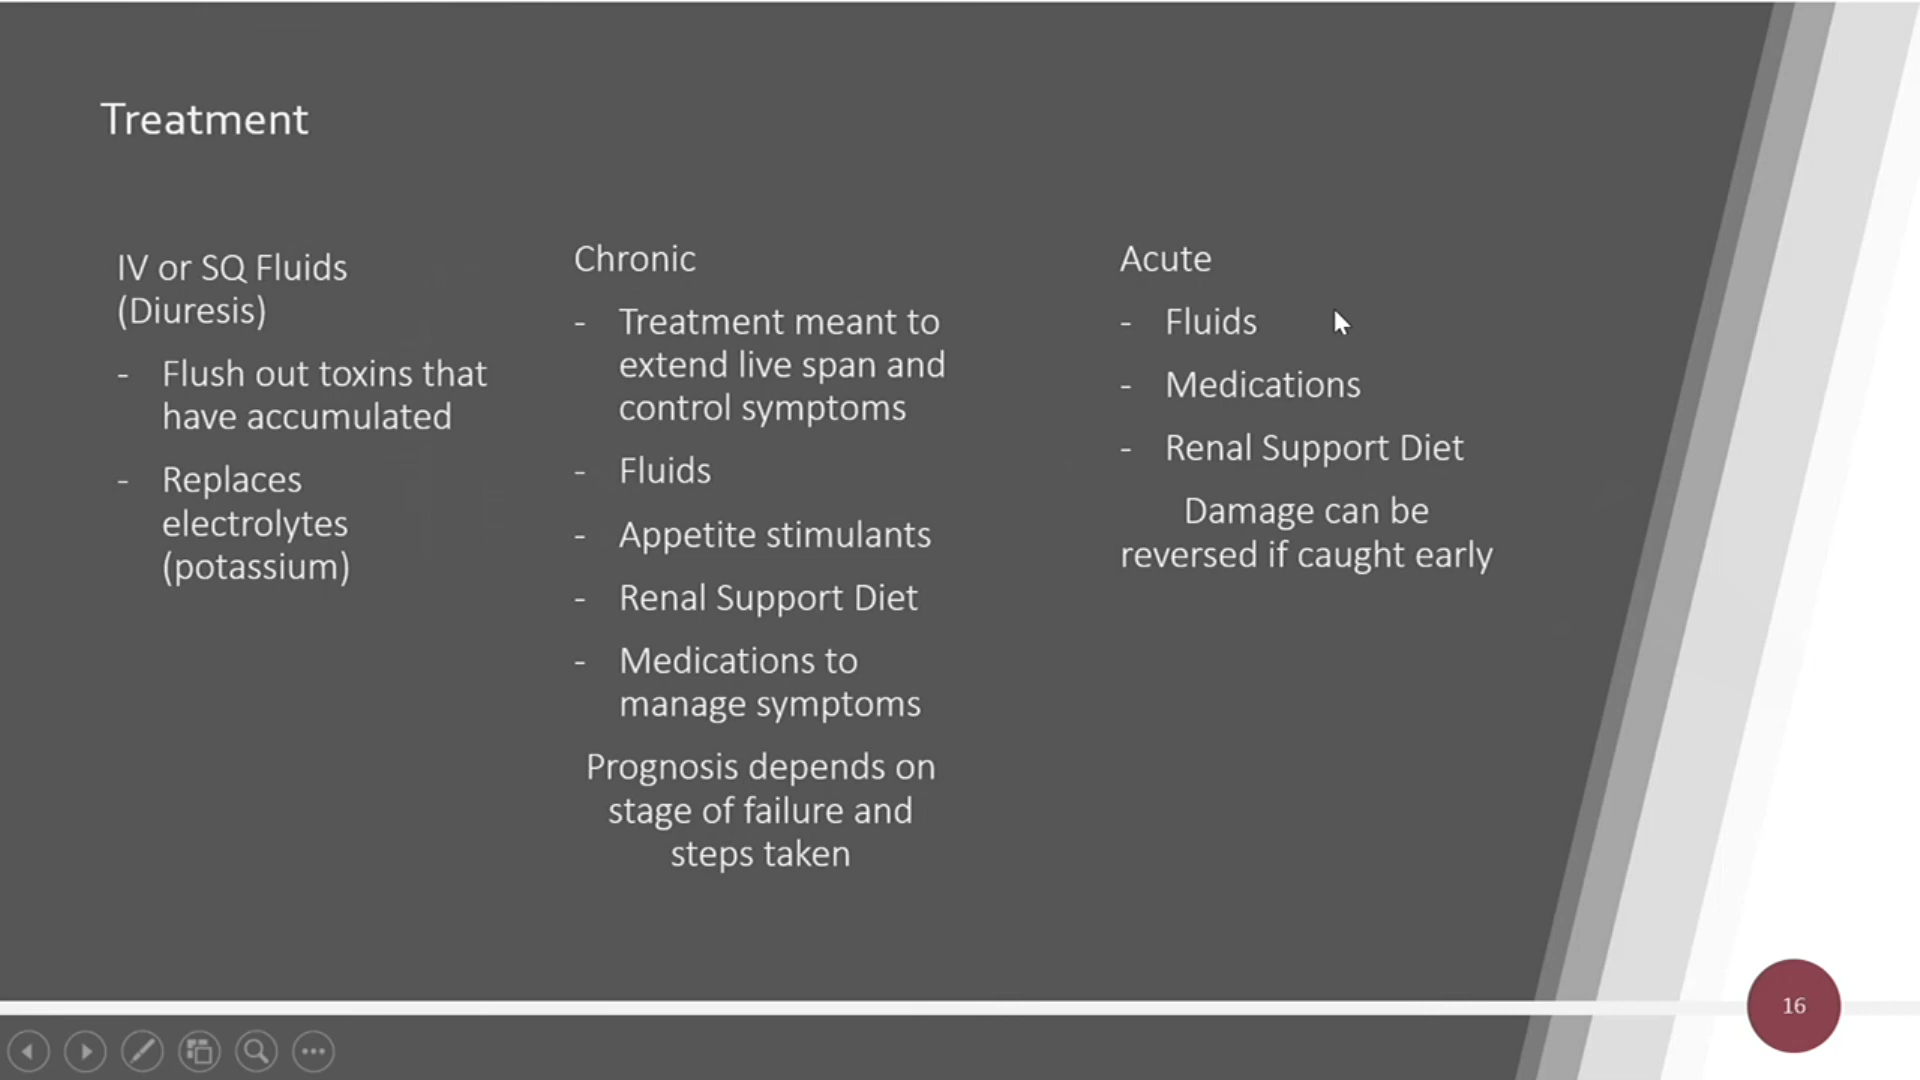 Treatment
IV or SQ Fluids
(Diuresis)
- Flush out toxins that
have accumulated
- Replaces
electrolytes
(potassium)
Chronic
- Treatment meant to
extend live span and
control symptoms
- Fluids
- Appetite stimulants
- Renal Support Diet
- Medications to
manage symptoms
Prognosis depends on
stage of failure and
steps taken
Acute
- Fluids
- Medications
- Renal Support Diet
Damage can be
reversed if caught early
16